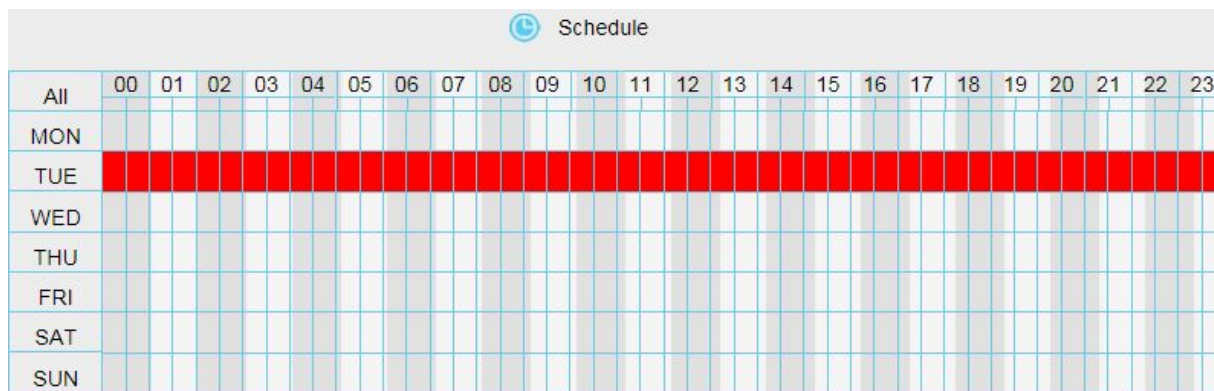 Schedule
All 00 01 02 03 04 05 06 07 08 09 10 11 12 13 14 15 16 17 18 19 20 21 22 23
MON
TUE
WED
THU
FRI
SAT
SUN